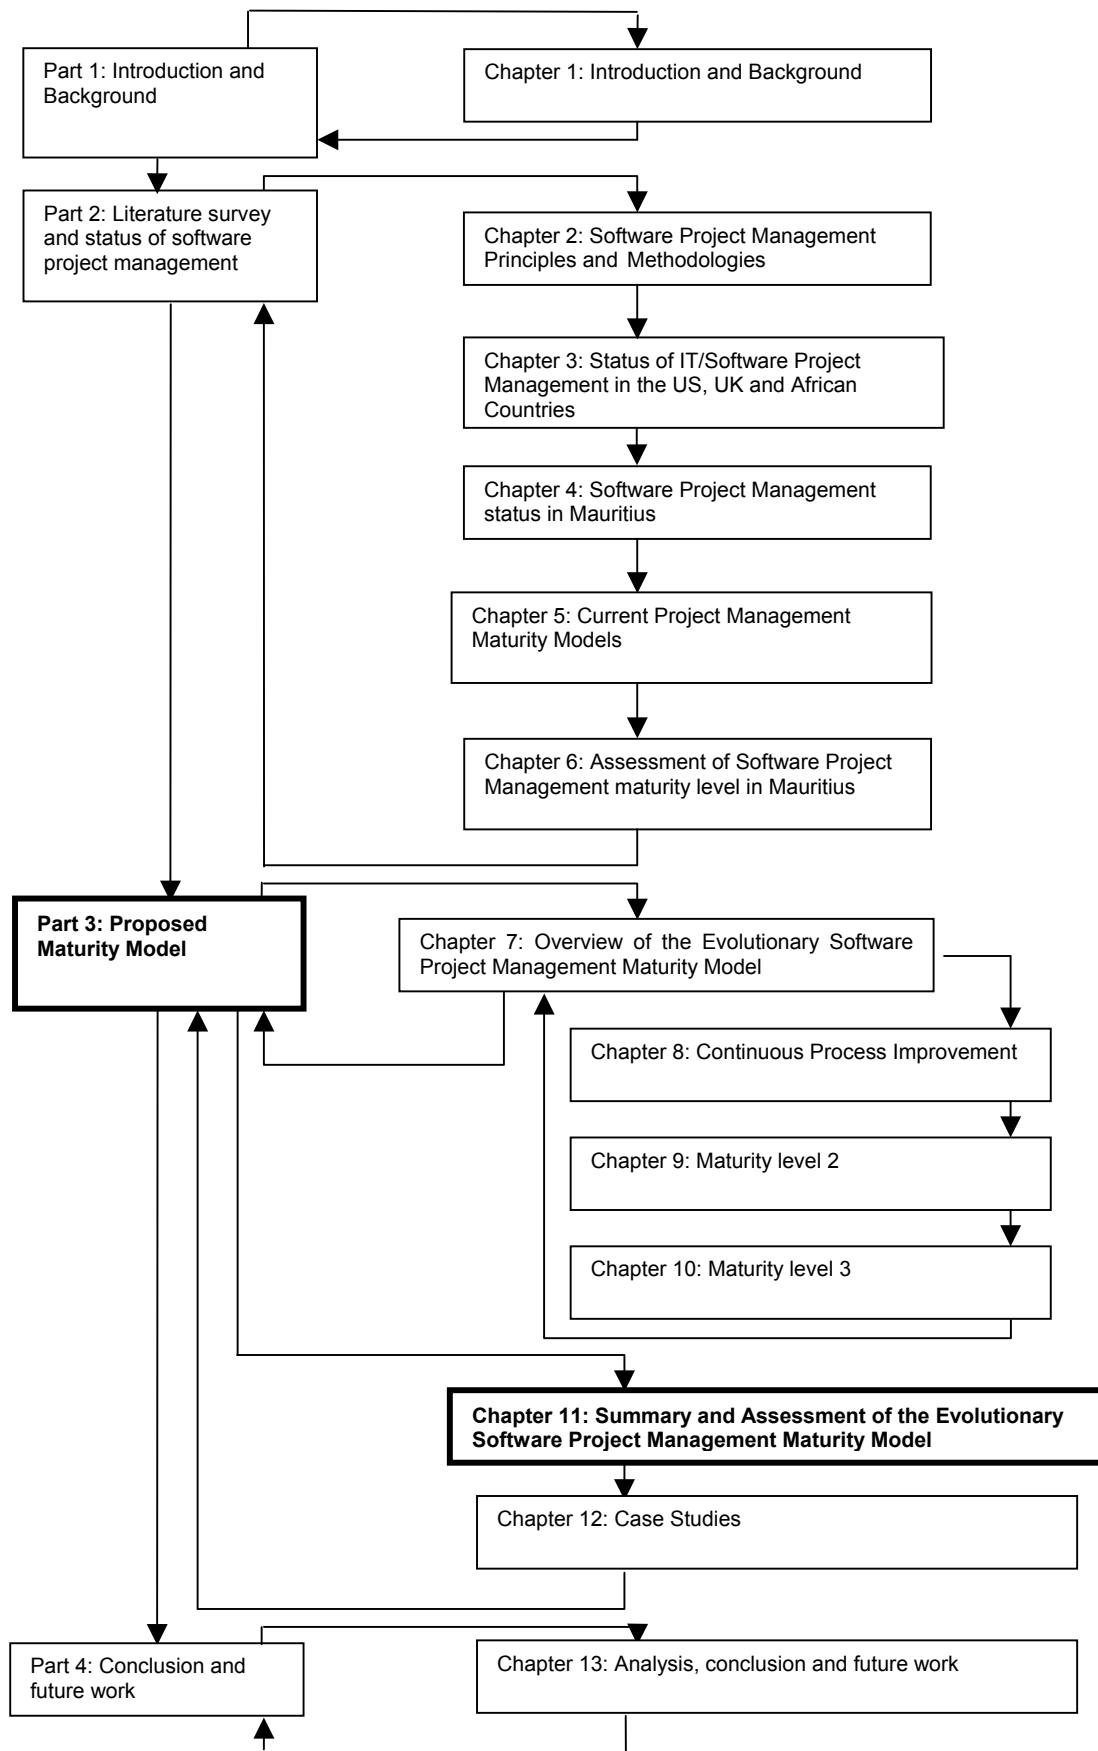 Part 1: Introduction and
Background
Chapter 1: Introduction and Background
Part 2: Literature survey
and status of software
project management
Chapter 2: Software Project Management
Principles and Methodologies
Chapter 3: Status of IT/Software Project
Management in the US, UK and African
Countries
Chapter 4: Software Project Management
status in Mauritius
Chapter 5: Current Project Management
Maturity Models
Chapter 6: Assessment of Software Project
Management maturity level in Mauritius
Part 3: Proposed
Maturity Model
Chapter 7: Overview of the Evolutionary Software
Project Management Maturity Model
Chapter 8: Continuous Process Improvement
Chapter 9: Maturity level 2
Chapter 10: Maturity level 3
Chapter 11: Summary and Assessment of the Evolutionary
Software Project Management Maturity Model
Chapter 12: Case Studies
Part 4: Conclusion and
future work
Chapter 13: Analysis, conclusion and future work